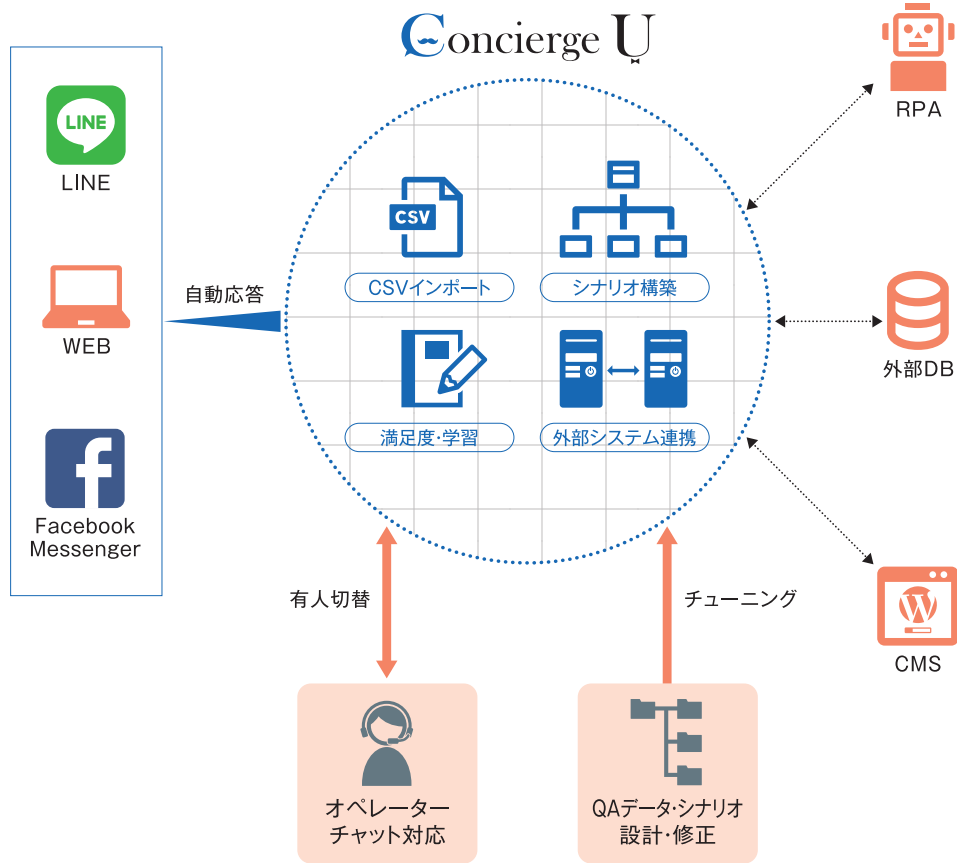 Concierge U
LINE
LINE
WEB
Facebook
Messenger
自動応答
CSV
CSVインポート
シナリオ構築
満足度・学習
外部システム連携
RPA
外部DB
W
CMS
有人切替
チューニング
オペレーター
チャット対応
QAデータ・シナリオ
設計・修正